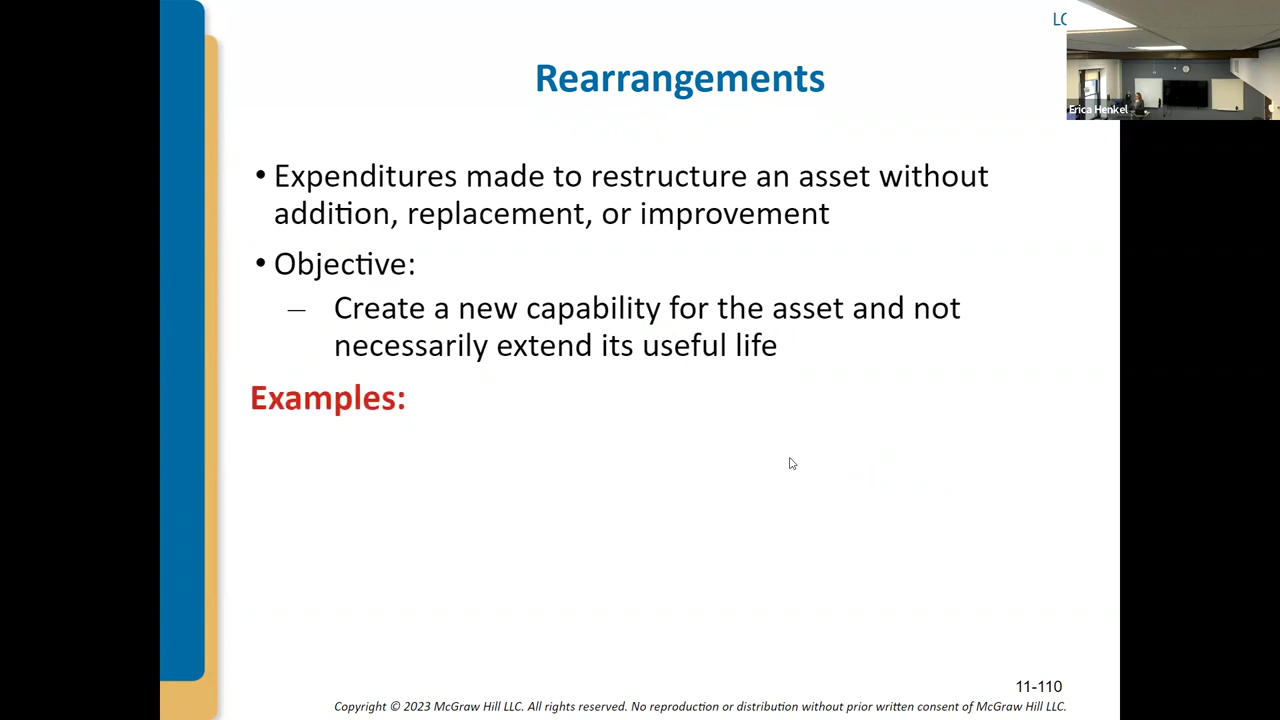 LO
Rearrangements
Erica Henkel
• Expenditures made to restructure an asset without
addition, replacement, or improvement
• Objective:
– Create a new capability for the asset and not
necessarily extend its useful life
Examples:
11-110
Copyright © 2023 McGraw Hill LLC. All rights reserved. No reproduction or distribution without prior written consent of McGraw Hill LLC.